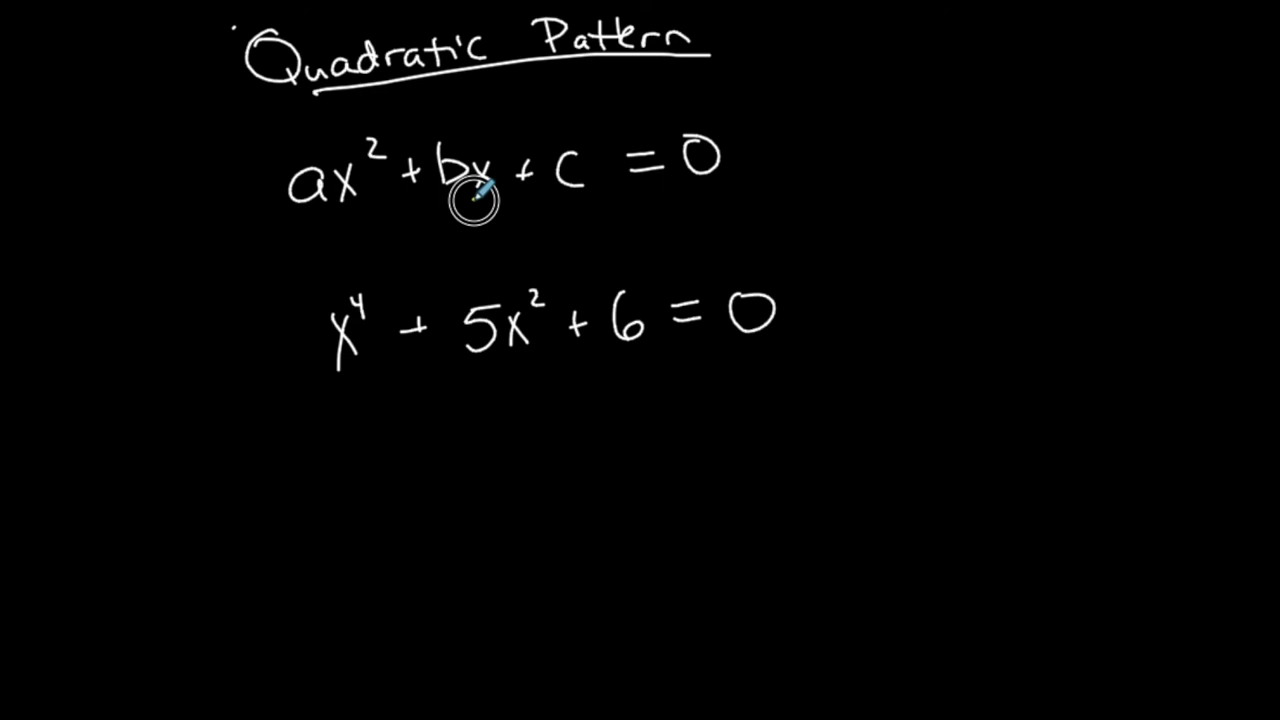 Quadratic Pattern
ax² + bx + c = 0
x⁴ + 5x² + 6 = 0